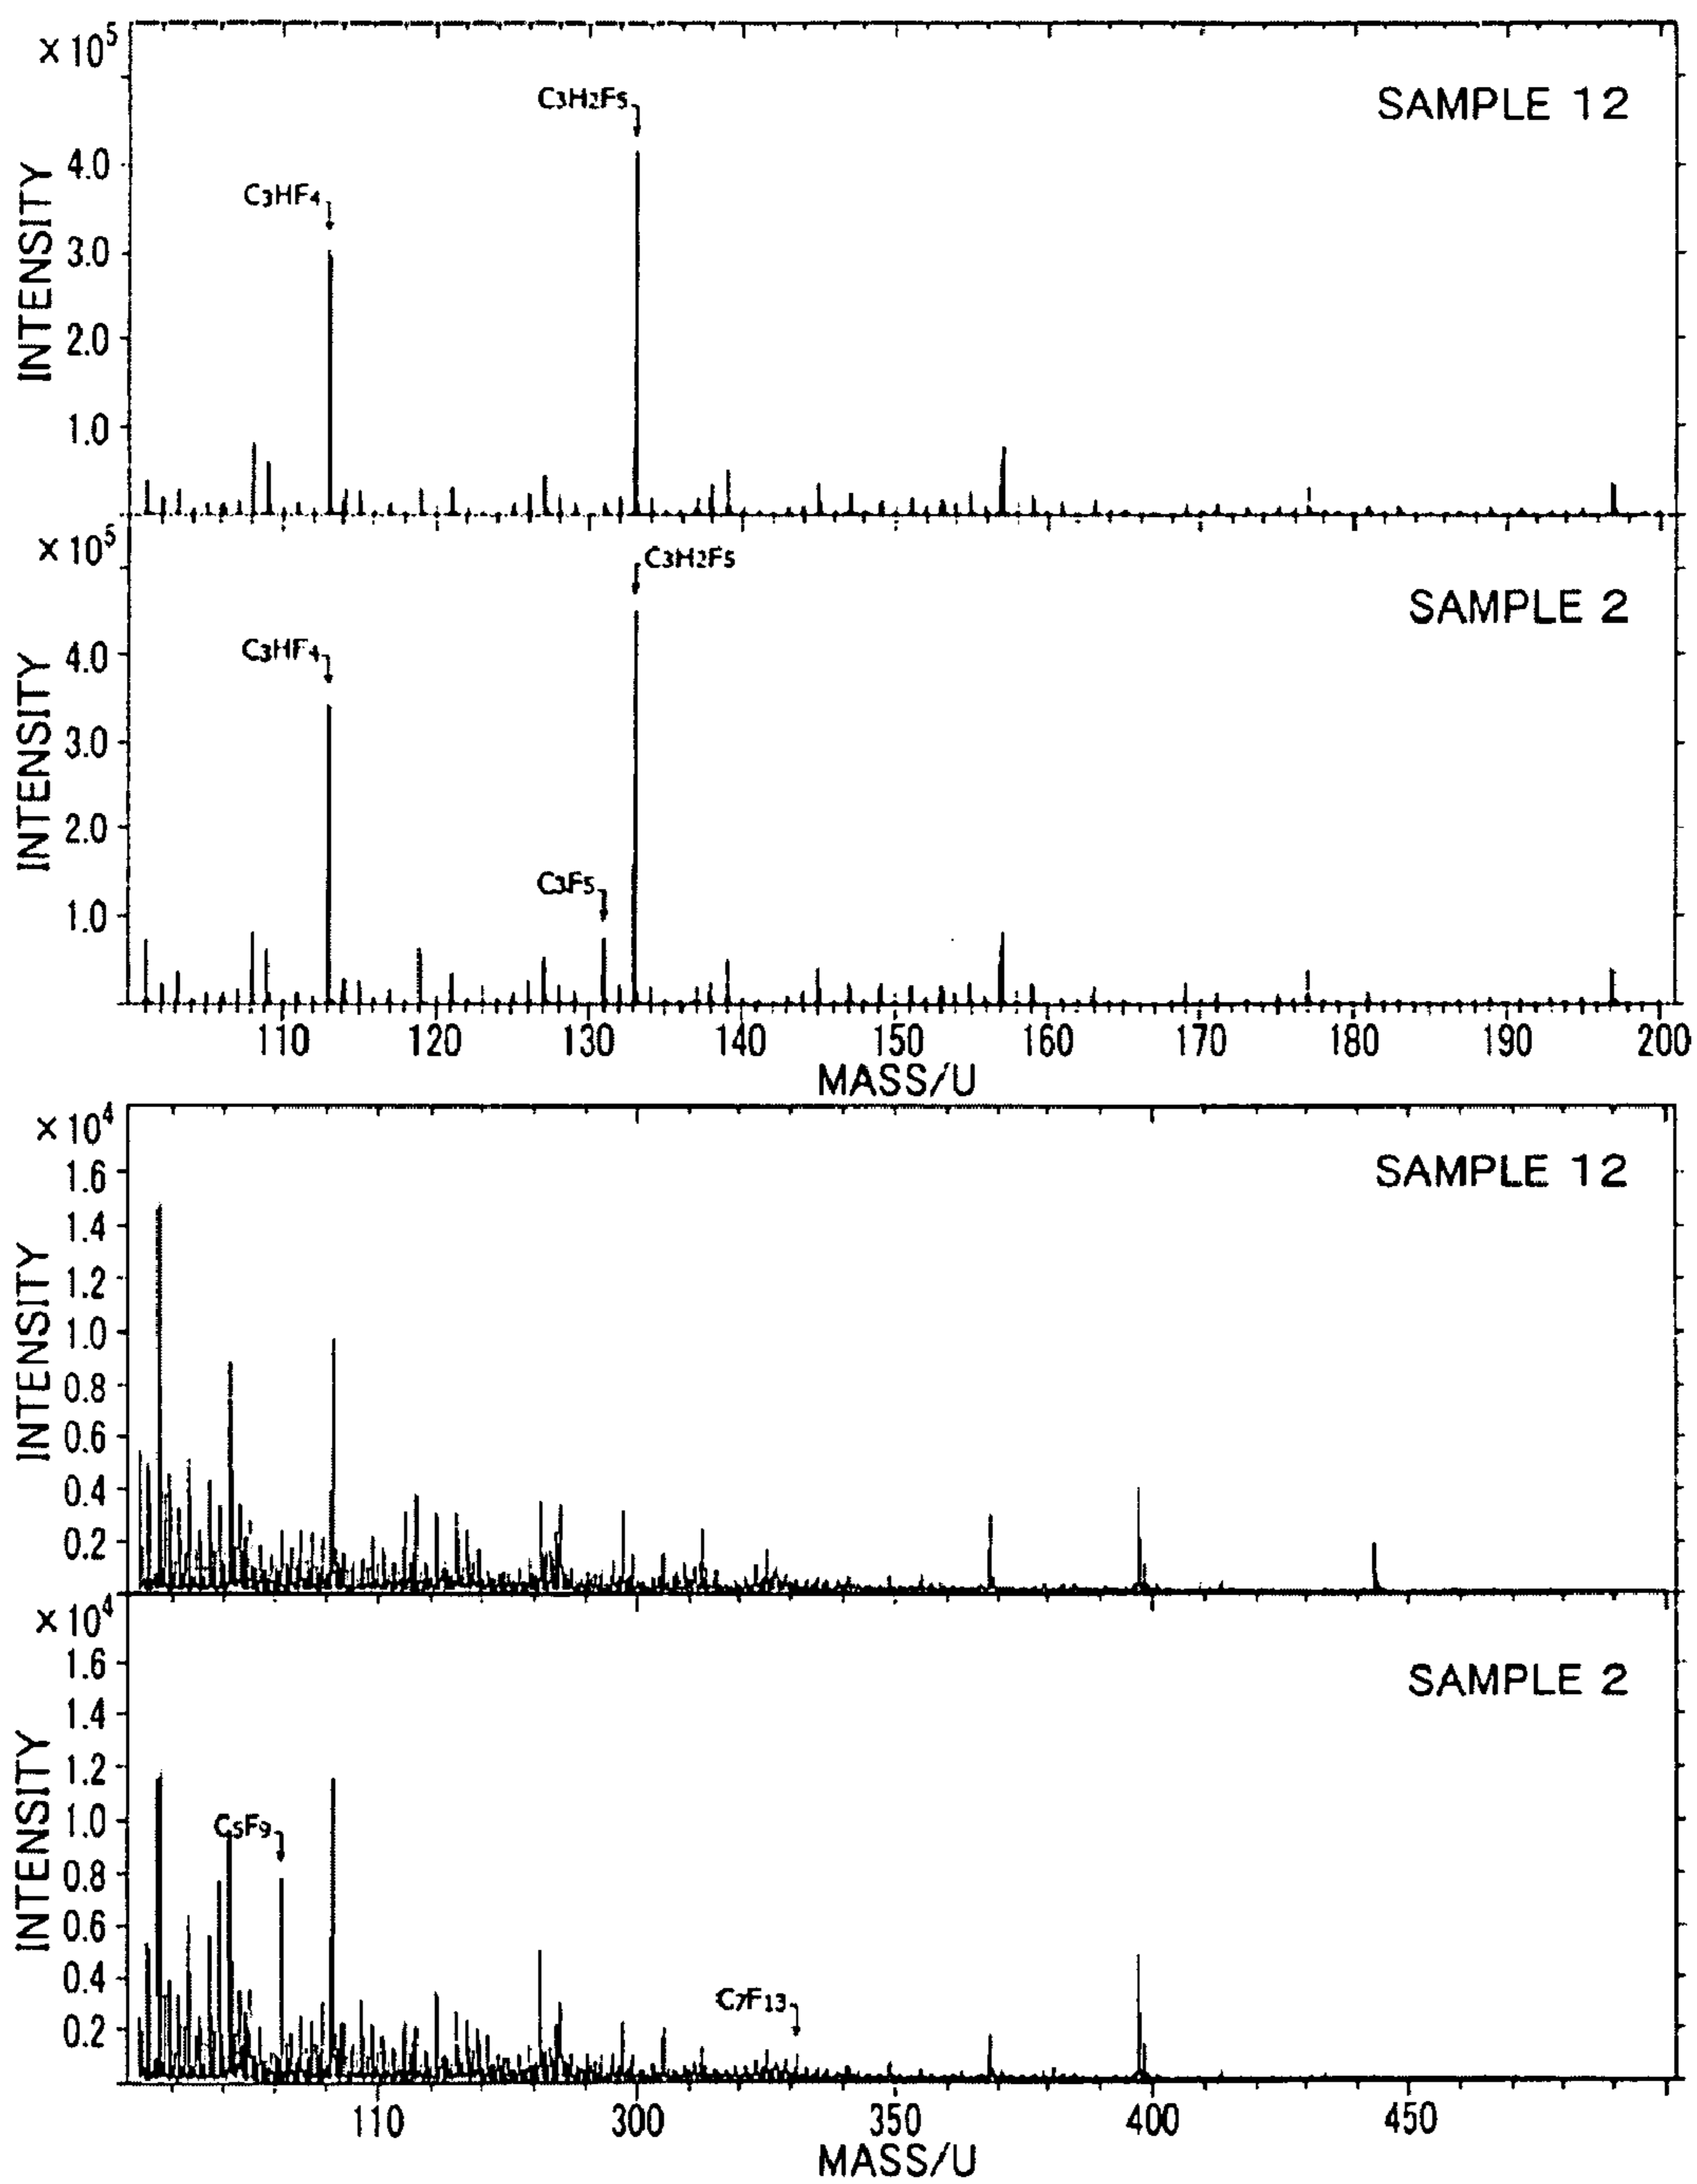 × 10⁵
SAMPLE 12
C3H2F5
C3HF4
INTENSITY
4.0
3.0
2.0
1.0
× 10⁵
SAMPLE 2
C3H2F5
C3HF4
C3F5
INTENSITY
4.0
3.0
2.0
1.0
110 120 130 140 150 160 170 180 190 200
MASS/U
× 10⁴
SAMPLE 12
INTENSITY
1.6
1.4
1.2
1.0
0.8
0.6
0.4
0.2
× 10⁴
SAMPLE 2
C5F9
C7F13
INTENSITY
1.6
1.4
1.2
1.0
0.8
0.6
0.4
0.2
110 300 350 400 450
MASS/U